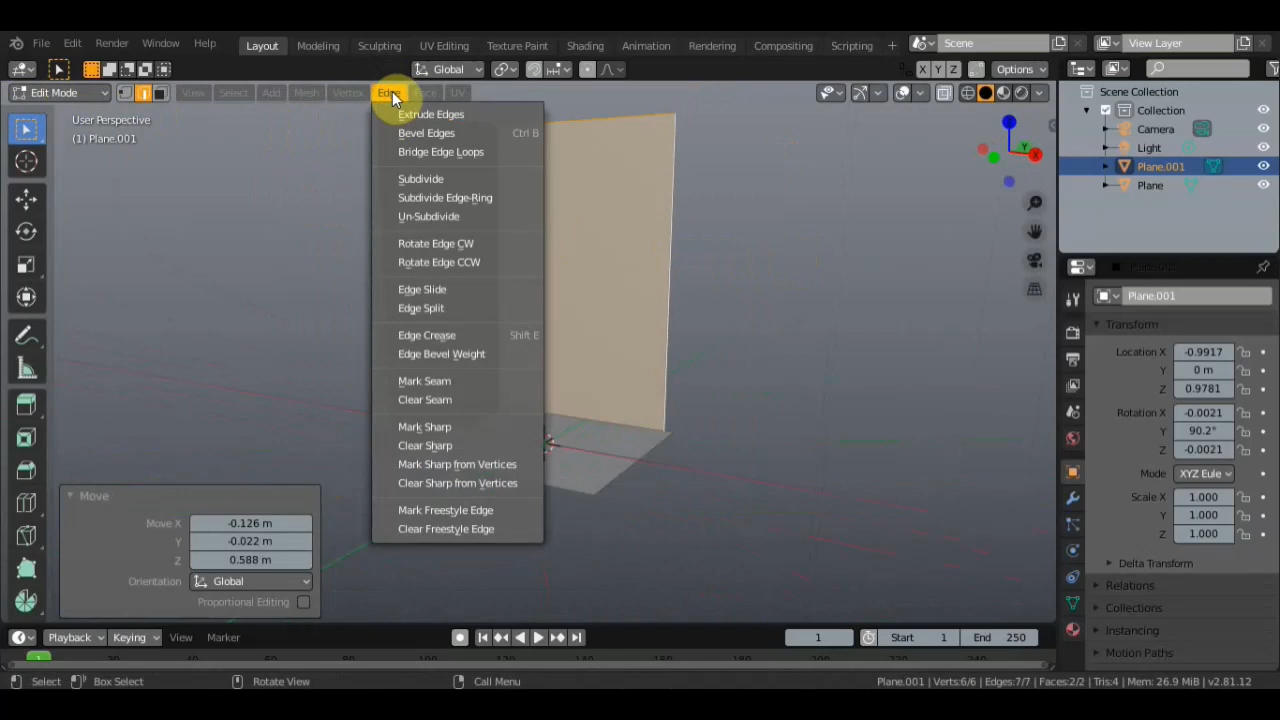 File Edit Render Window Help Layout Modeling Sculpting UV Editing Texture Paint Shading Animation Rendering Compositing Scripting + Scene View Layer
Global X Y Z Options
Edit Mode View Select Add Mesh Vertex Edge Face UV
Scene Collection
Collection
Camera
Light
Plane.001
Plane
User Perspective
(1) Plane.001
Extrude Edges
Bevel Edges Ctrl B
Bridge Edge Loops
Subdivide
Subdivide Edge-Ring
Un-Subdivide
Rotate Edge CW
Rotate Edge CCW
Edge Slide
Edge Split
Edge Crease Shift E
Edge Bevel Weight
Mark Seam
Clear Seam
Mark Sharp
Clear Sharp
Mark Sharp from Vertices
Clear Sharp from Vertices
Mark Freestyle Edge
Clear Freestyle Edge
Z
Y
X
Plane.001
Transform
Location X -0.9917
Y 0 m
Z 0.9781
Rotation X -0.0021
Y 90.2°
Z -0.0021
Mode XYZ Eule
Scale X 1.000
Y 1.000
Z 1.000
Delta Transform
Relations
Collections
Instancing
Motion Paths
Move
Move X -0.126 m
Y -0.022 m
Z 0.588 m
Orientation Global
Proportional Editing
Playback Keying View Marker 1 Start 1 End 250
1
Select Box Select Rotate View Call Menu Plane.001 | Verts:6/6 | Edges:7/7 | Faces:2/2 | Tris:4 | Mem: 26.9 MiB | v2.81.12